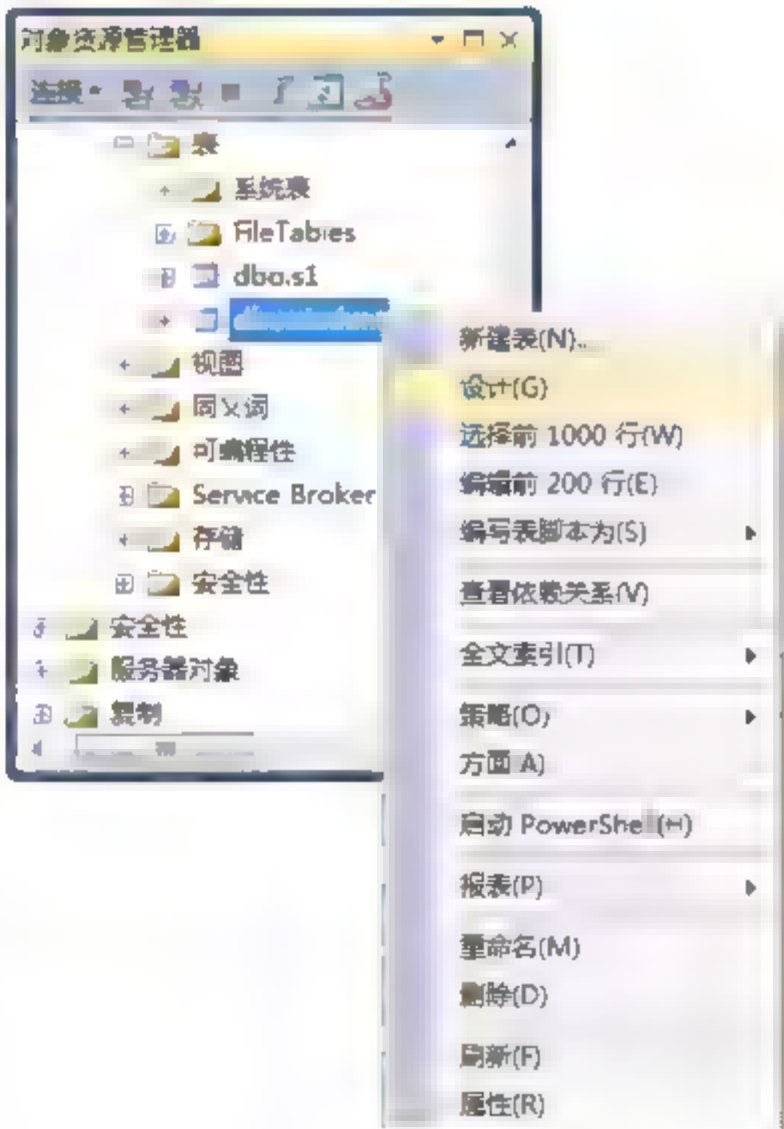 对象资源管理器
连接
表
系统表
FileTables
dbo.s1
视图
同义词
可编程性
Service Broker
存储
安全性
安全性
服务器对象
复制
新建表(N)...
设计(G)
选择前 1000 行(W)
编辑前 200 行(E)
编写表脚本为(S)
查看依赖关系(V)
全文索引(T)
策略(O)
方面(A)
启动 PowerShell(H)
报表(P)
重命名(M)
删除(D)
刷新(F)
属性(R)